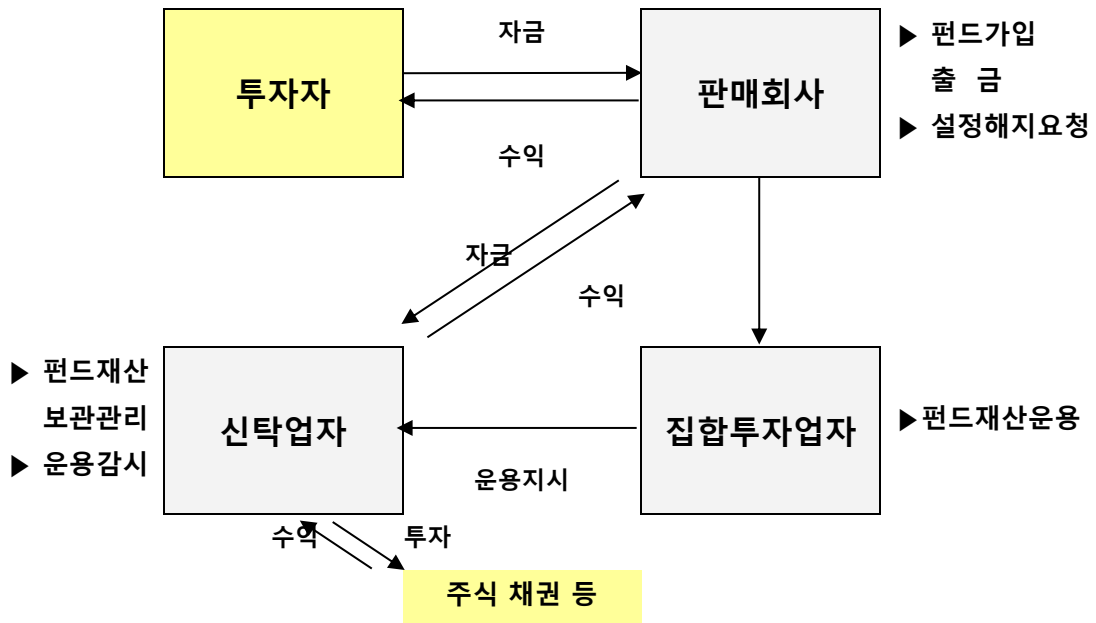 자금
투자자
판매회사
▶ 펀드가입
출 금
▶ 설정해지요청
수익
자금
수익
▶ 펀드재산
보관관리
▶ 운용감시
신탁업자
집합투자업자
▶펀드재산운용
운용지시
수익
투자
주식 채권 등